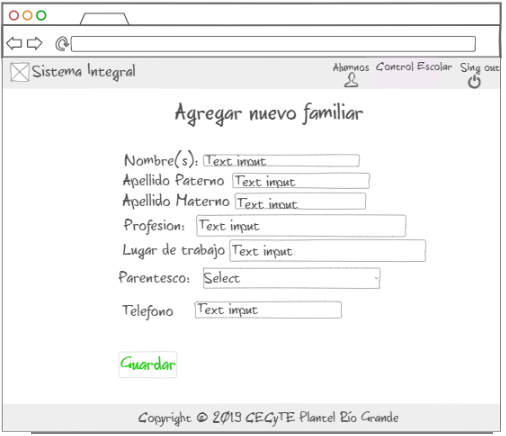 Sistema Integral
Alumnos Control Escolar Sing out
Agregar nuevo familiar
Nombre(s): Text input
Apellido Paterno Text input
Apellido Materno Text input
Profesion: Text input
Lugar de trabajo Text input
Parentesco: Select
Telefono Text input
Guardar
Copyright © 2019 CECyTE Plantel Río Grande